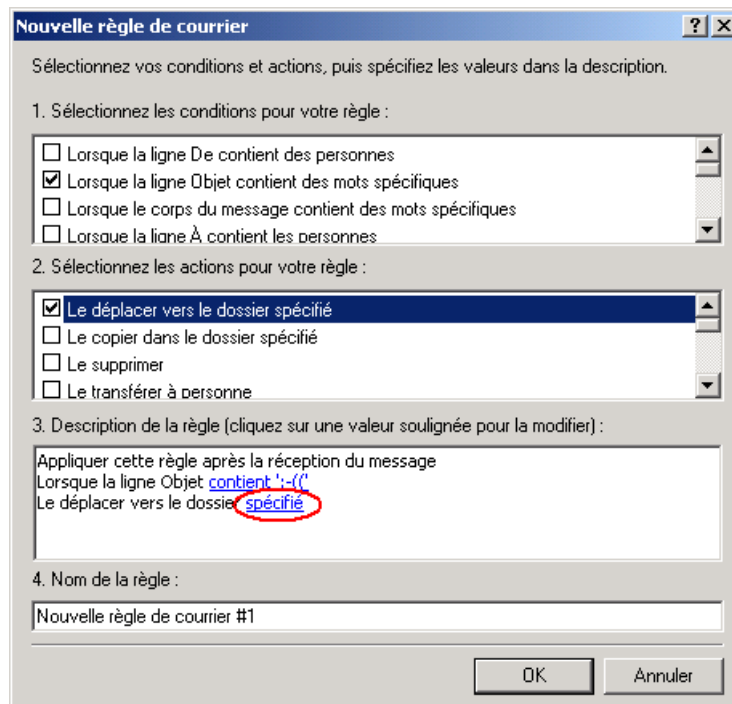 Nouvelle règle de courrier
Sélectionnez vos conditions et actions, puis spécifiez les valeurs dans la description.
1. Sélectionnez les conditions pour votre règle :
Lorsque la ligne De contient des personnes
Lorsque la ligne Objet contient des mots spécifiques
Lorsque le corps du message contient des mots spécifiques
Lorsque la ligne À contient les personnes
2. Sélectionnez les actions pour votre règle :
Le déplacer vers le dossier spécifié
Le copier dans le dossier spécifié
Le supprimer
Le transférer à personne
3. Description de la règle (cliquez sur une valeur soulignée pour la modifier) :
Appliquer cette règle après la réception du message
Lorsque la ligne Objet contient ':-(('
Le déplacer vers le dossier spécifié
4. Nom de la règle :
Nouvelle règle de courrier #1
OK Annuler